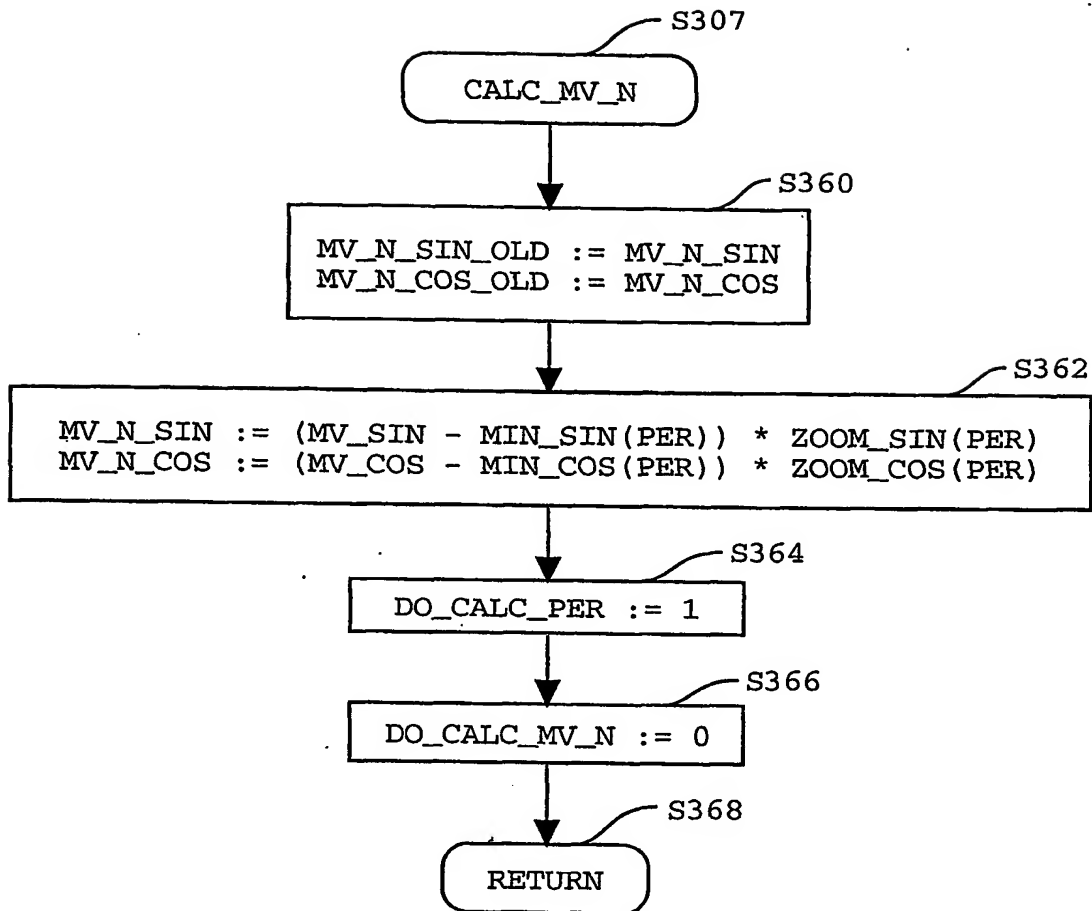 S307
CALC_MV_N
S360
MV_N_SIN_OLD := MV_N_SIN
MV_N_COS_OLD := MV_N_COS
S362
MV_N_SIN := (MV_SIN - MIN_SIN(PER)) * ZOOM_SIN(PER)
MV_N_COS := (MV_COS - MIN_COS(PER)) * ZOOM_COS(PER)
S364
DO_CALC_PER := 1
S366
DO_CALC_MV_N := 0
S368
RETURN